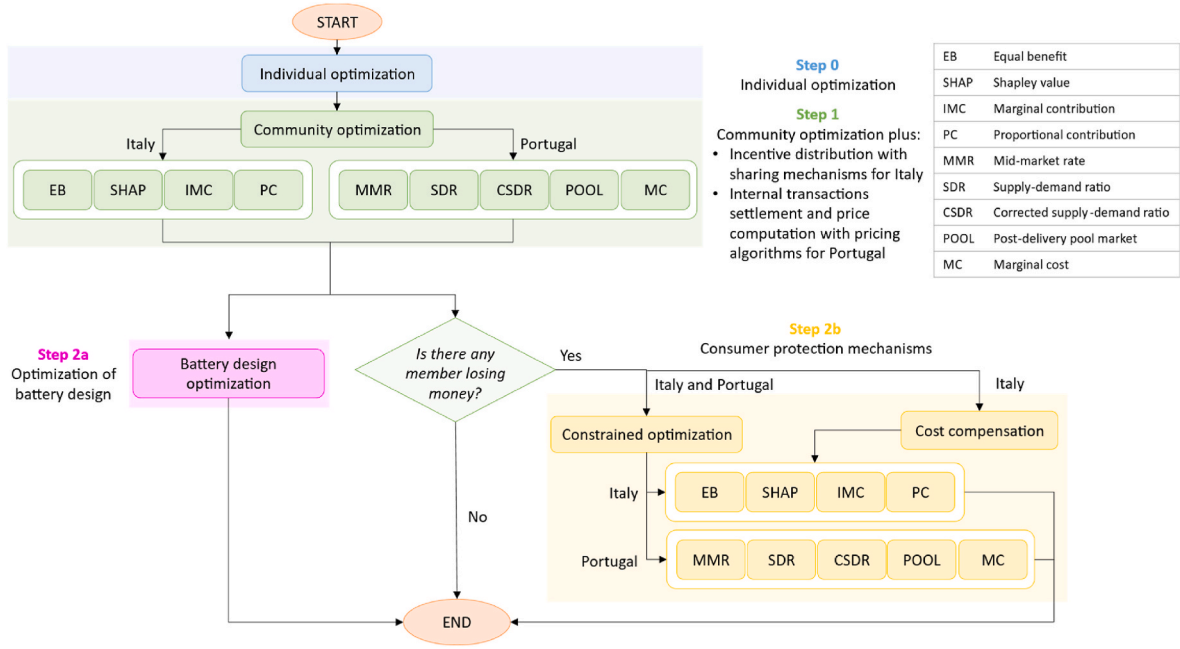 START
Individual optimization
Community optimization
Italy
Portugal
EB SHAP IMC PC
MMR SDR CSDR POOL MC
Step 0
Individual optimization
Step 1
Community optimization plus:
• Incentive distribution with
sharing mechanisms for Italy
• Internal transactions
settlement and price
computation with pricing
algorithms for Portugal
EB Equal benefit
SHAP Shapley value
IMC Marginal contribution
PC Proportional contribution
MMR Mid-market rate
SDR Supply-demand ratio
CSDR Corrected supply-demand ratio
POOL Post-delivery pool market
MC Marginal cost
Step 2a
Optimization of
battery design
Battery design
optimization
Is there any
member losing
money?
Yes
No
Step 2b
Consumer protection mechanisms
Italy and Portugal
Italy
Constrained optimization
Cost compensation
Italy
EB SHAP IMC PC
Portugal
MMR SDR CSDR POOL MC
END